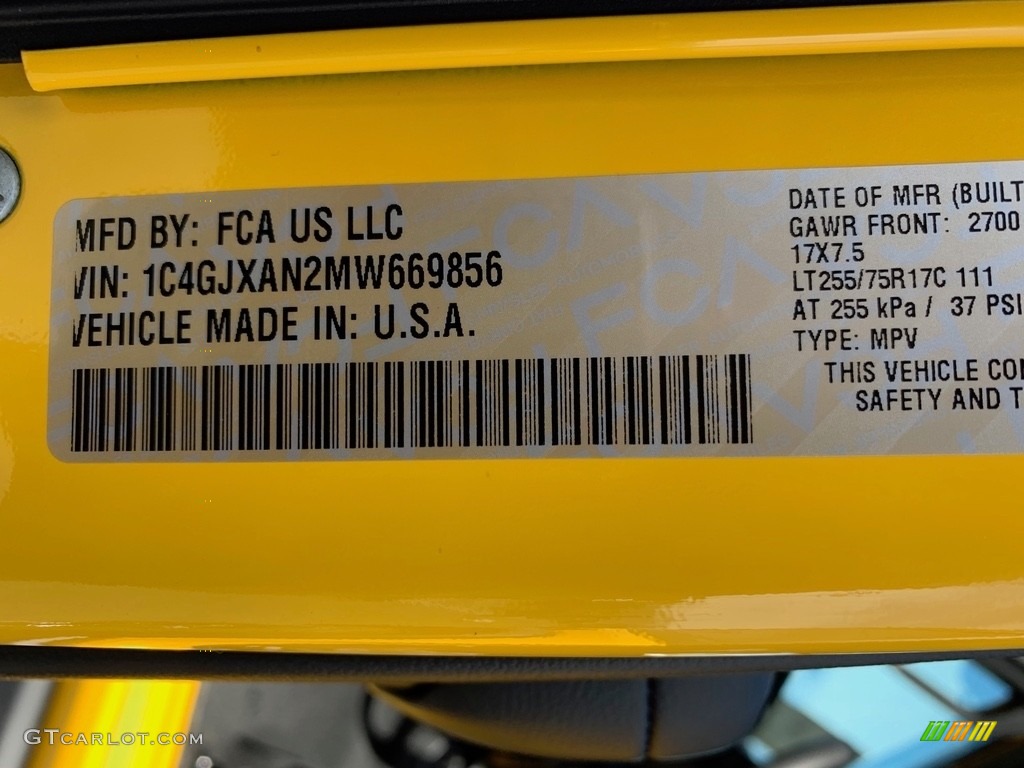 MFD BY: FCA US LLC
VIN: 1C4GJXAN2MW669856
VEHICLE MADE IN: U.S.A.
DATE OF MFR (BUILT
GAWR FRONT: 2700
17X7.5
LT255/75R17C 111
AT 255 kPa / 37 PSI
TYPE: MPV
THIS VEHICLE CON
SAFETY AND T
GTCARLOT.COM